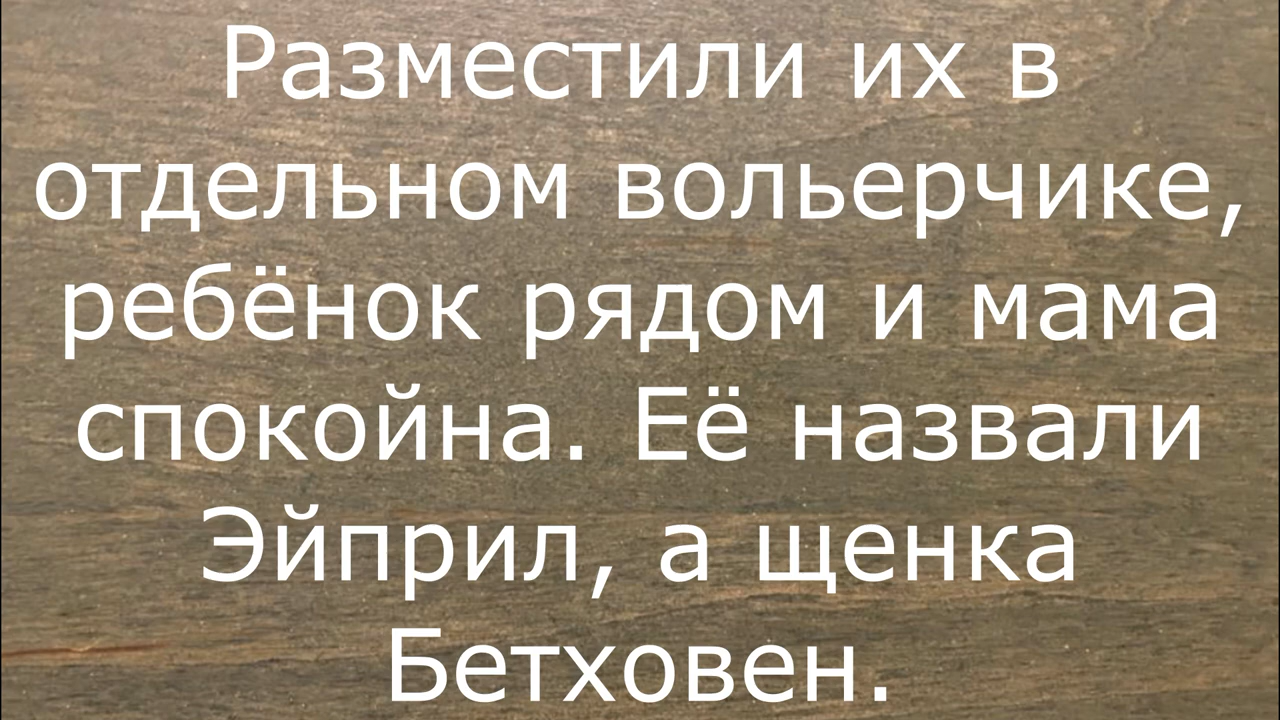 Разместили их в
отдельном вольерчике,
ребёнок рядом и мама
спокойна. Её назвали
Эйприл, а щенка
Бетховен.